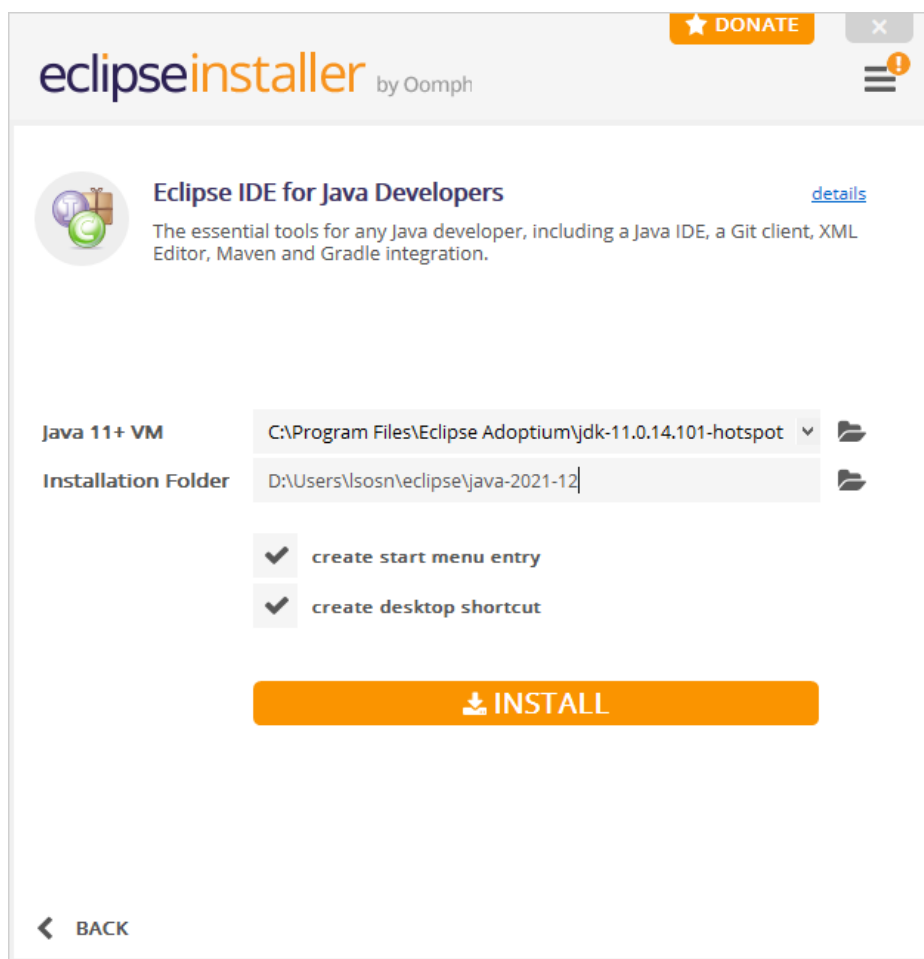 DONATE
eclipseinstaller by Oomph
Eclipse IDE for Java Developers details
The essential tools for any Java developer, including a Java IDE, a Git client, XML
Editor, Maven and Gradle integration.
Java 11+ VM C:\Program Files\Eclipse Adoptium\jdk-11.0.14.101-hotspot
Installation Folder D:\Users\lsosn\eclipse\java-2021-12
create start menu entry
create desktop shortcut
INSTALL
BACK